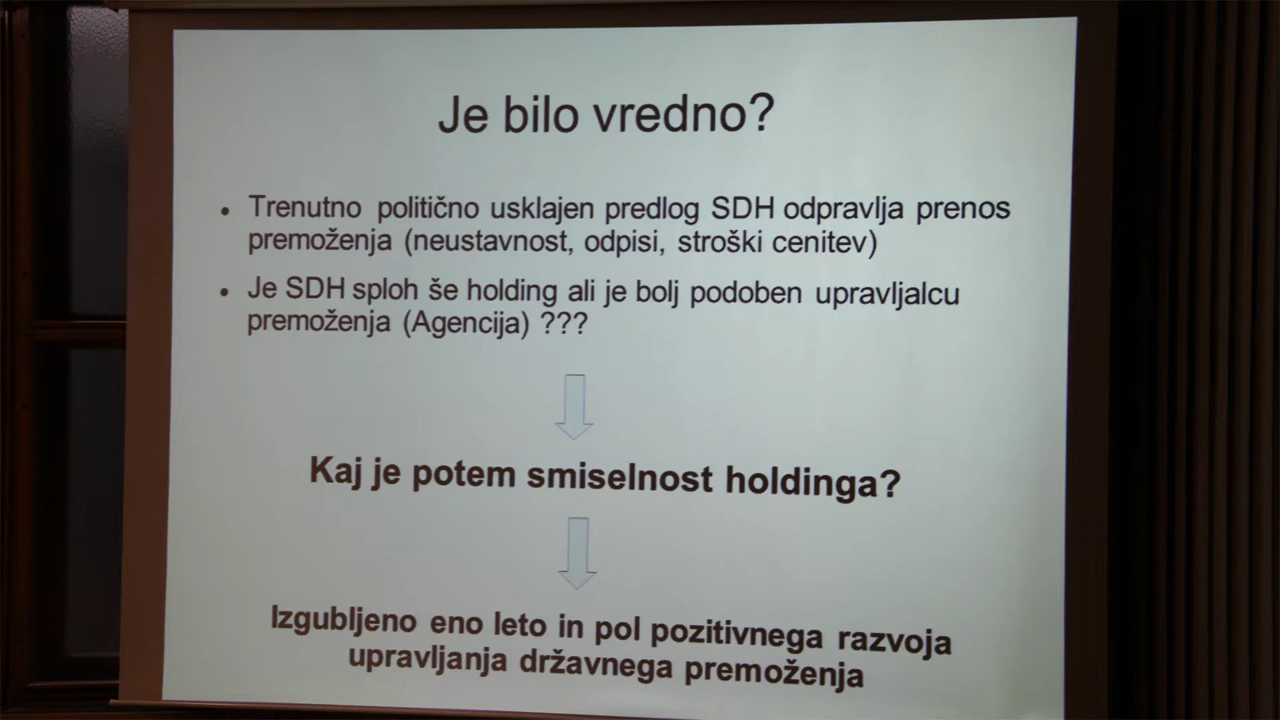 Je bilo vredno?
• Trenutno politično usklajen predlog SDH odpravlja prenos
premoženja (neustavnost, odpisi, stroški cenitev)
• Je SDH sploh še holding ali je bolj podoben upravljalcu
premoženja (Agencija) ???
Kaj je potem smiselnost holdinga?
Izgubljeno eno leto in pol pozitivnega razvoja
upravljanja državnega premoženja